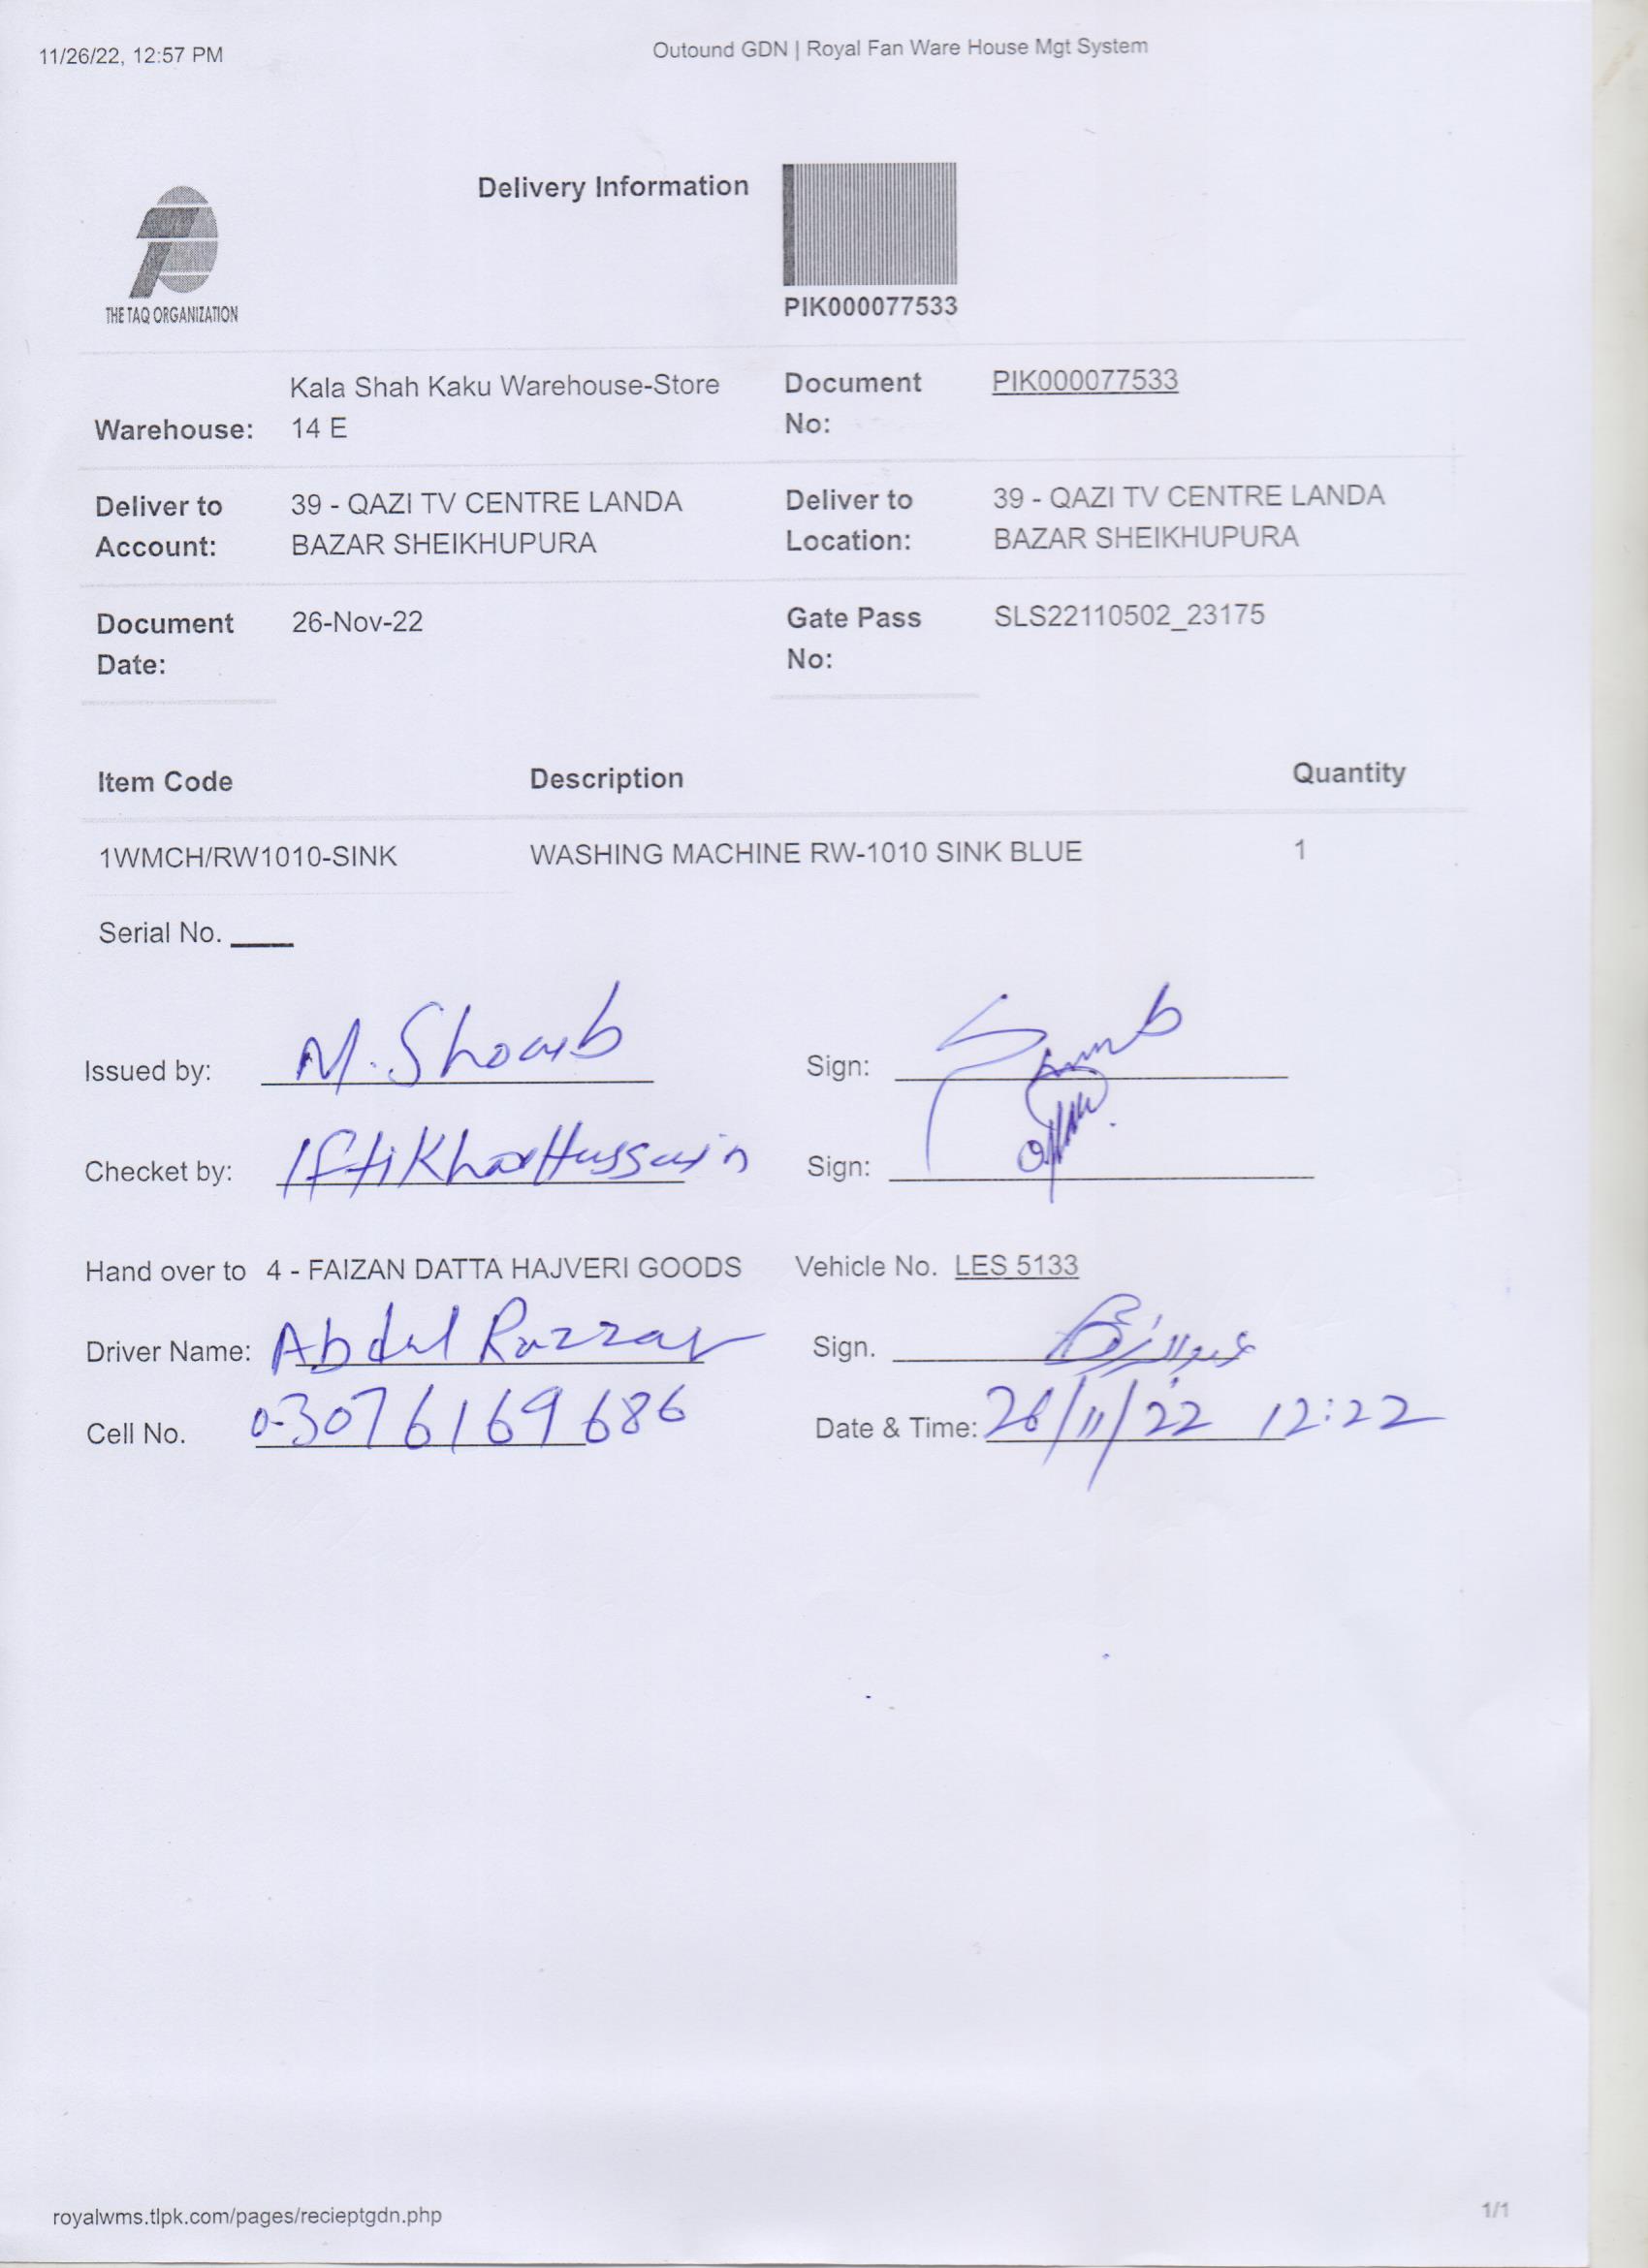 11/26/22, 12:57 PM
Outound GDN | Royal Fan Ware House Mgt System
Delivery Information
THE TAQ ORGANIZATION
PIK000077533
Warehouse: Kala Shah Kaku Warehouse-Store 14 E
Document No: PIK000077533
Deliver to Account: 39 - QAZI TV CENTRE LANDA BAZAR SHEIKHUPURA
Deliver to Location: 39 - QAZI TV CENTRE LANDA BAZAR SHEIKHUPURA
Document Date: 26-Nov-22
Gate Pass No: SLS22110502_23175
Item Code Description Quantity
1WMCH/RW1010-SINK WASHING MACHINE RW-1010 SINK BLUE 1
Serial No. ____
Issued by: M. Shoaib Sign:
Checket by: Iftikhar Hussain Sign:
Hand over to 4 - FAIZAN DATTA HAJVERI GOODS Vehicle No. LES 5133
Driver Name: Abdul Razzaq Sign. عبدالرزاق
Cell No. 0-3076169686 Date & Time: 26/11/22 12:22
royalwms.tlpk.com/pages/recieptgdn.php
1/1